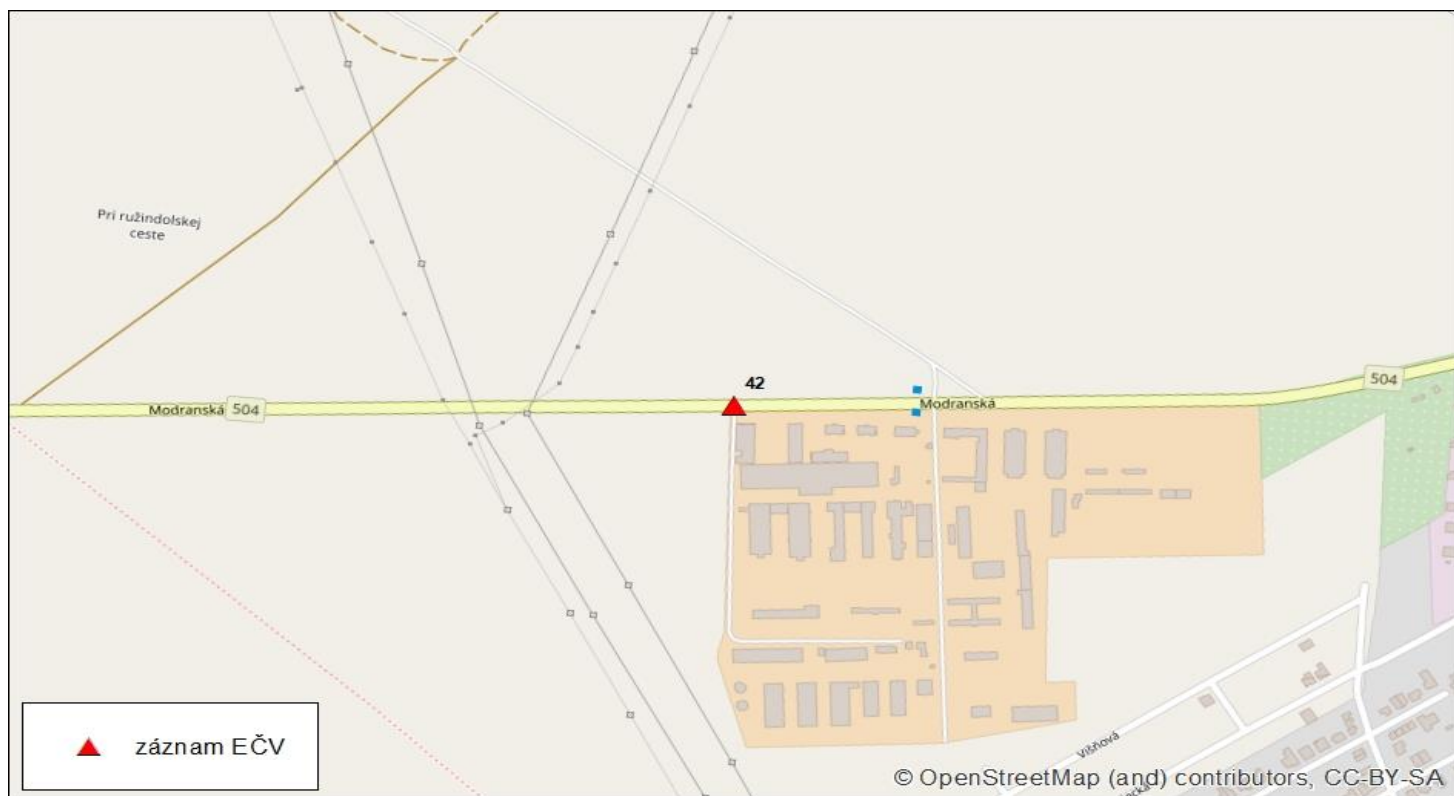 Pri ružindolskej
ceste
42
504
Modranská 504
Modranská
Višňová
záznam EČV
© OpenStreetMap (and) contributors, CC-BY-SA